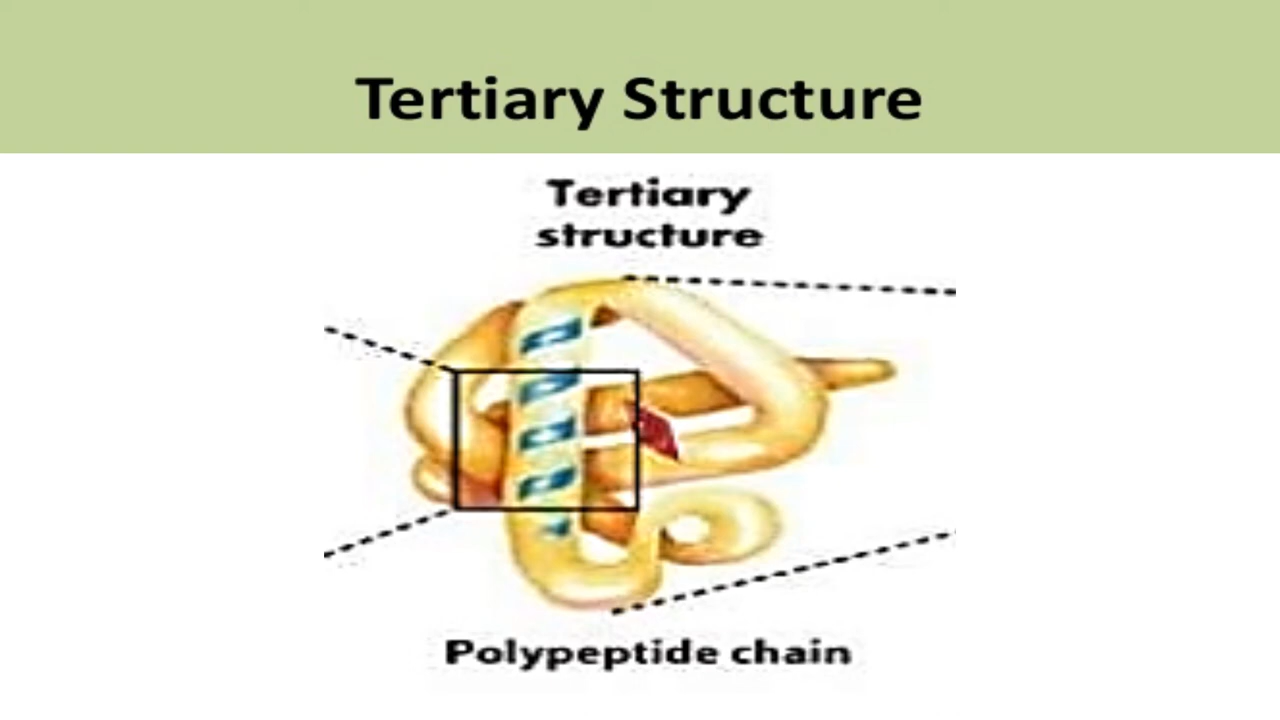 Tertiary Structure
Tertiary
structure
Polypeptide chain